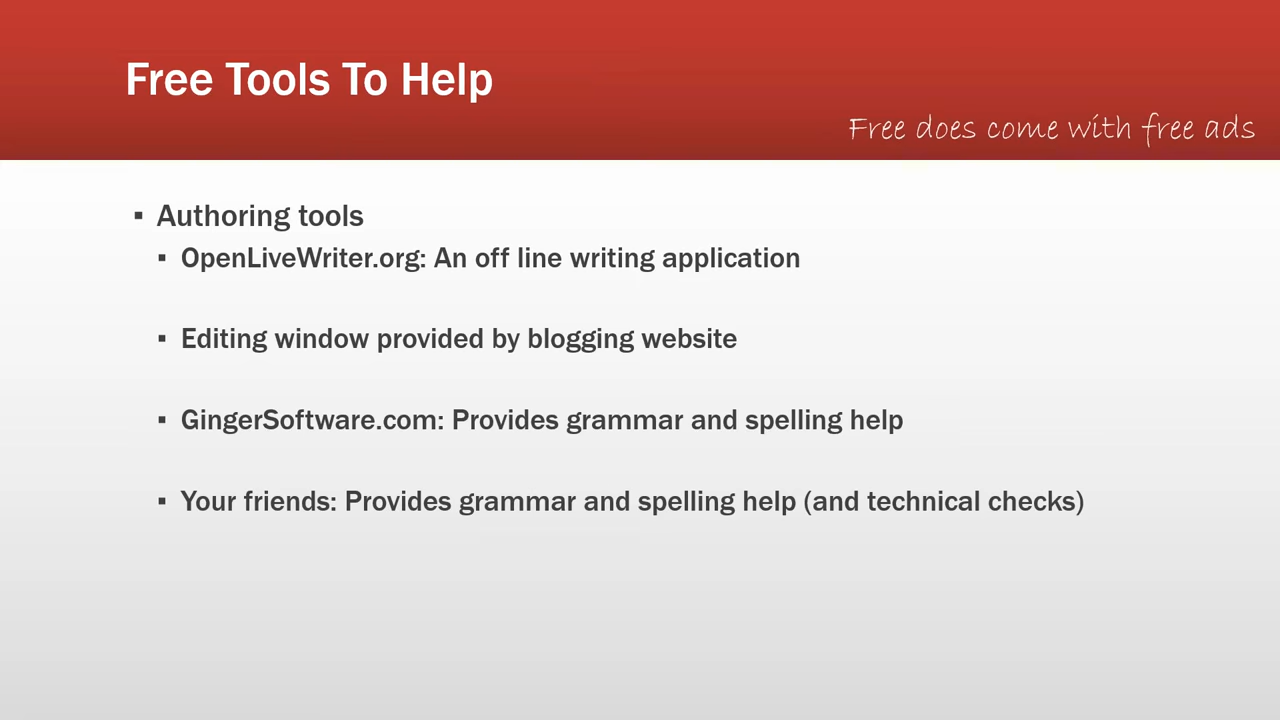 Free Tools To Help
Free does come with free ads
▪ Authoring tools
▪ OpenLiveWriter.org: An off line writing application
▪ Editing window provided by blogging website
▪ GingerSoftware.com: Provides grammar and spelling help
▪ Your friends: Provides grammar and spelling help (and technical checks)